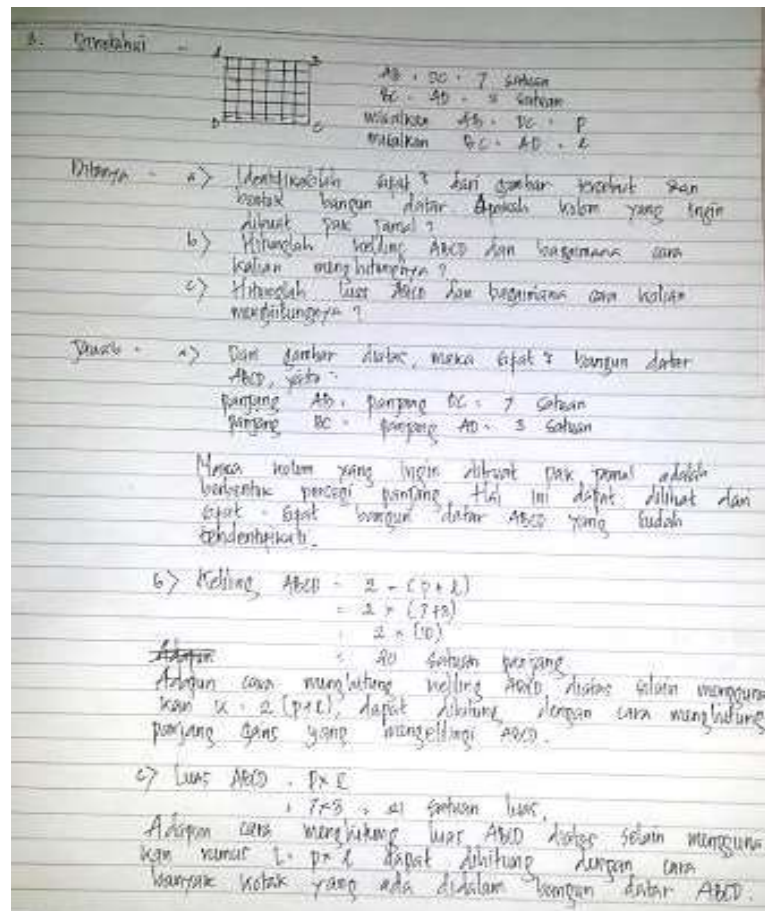 3. Diketahui -
A B
D C
AB = DC = 7 satuan
BC = AD = 3 satuan
misalkan AB = DC = p
misalkan BC = AD = l
Ditanya - a> Identifikasilah sifat² dari gambar tersebut dan
bentuk bangun datar Apakah kolam yang ingin
dibuat pak Jamal ?
b> Hitunglah keliling ABCD dan bagaimana cara
kalian menghitungnya ?
c> Hitunglah luas ABCD dan bagaimana cara kalian
menghitungnya ?
Jawab - a> Dari gambar diatas, maka sifat² bangun datar
ABCD, yaitu :
panjang AB = panjang DC = 7 satuan
panjang BC = panjang AD = 3 satuan
Maka kolam yang ingin dibuat pak Jamal adalah
berbentuk persegi panjang Hal ini dapat dilihat dari
sifat - sifat bangun datar ABCD yang sudah
teridentifikasi.
b> Keliling ABCD = 2 × (p + l)
= 2 × (7+3)
= 2 × (10)
Adapun = 20 satuan panjang
Adapun cara menghitung keliling ABCD diatas selain mengguna
kan K = 2 (p+l), dapat dihitung dengan cara menghitung
panjang garis yang mengelilingi ABCD.
c> Luas ABCD = p × l
= 7×3 = 21 satuan luas.
Adapun cara menghitung luas ABCD diatas selain mengguna
kan rumus L = p × l dapat dihitung dengan cara
banyak kotak yang ada didalam bangun datar ABCD.